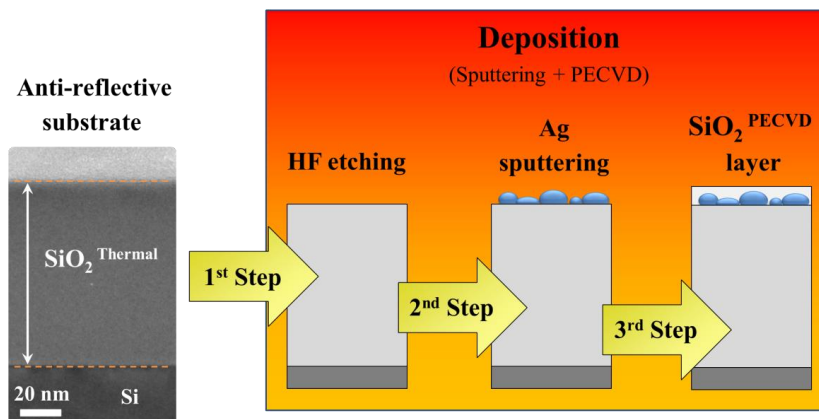 Deposition
(Sputtering + PECVD)
Anti-reflective
substrate
HF etching
Ag
sputtering
SiO₂ ᴾᴱCVD
layer
SiO₂ Thermal
1st Step
2nd Step
3rd Step
Si
20 nm